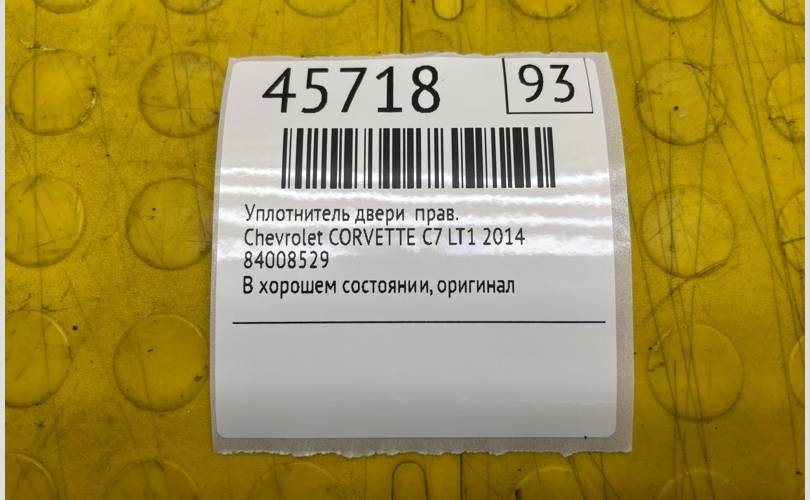 45718 93
Уплотнитель двери прав.
Chevrolet CORVETTE C7 LT1 2014
84008529
В хорошем состоянии, оригинал